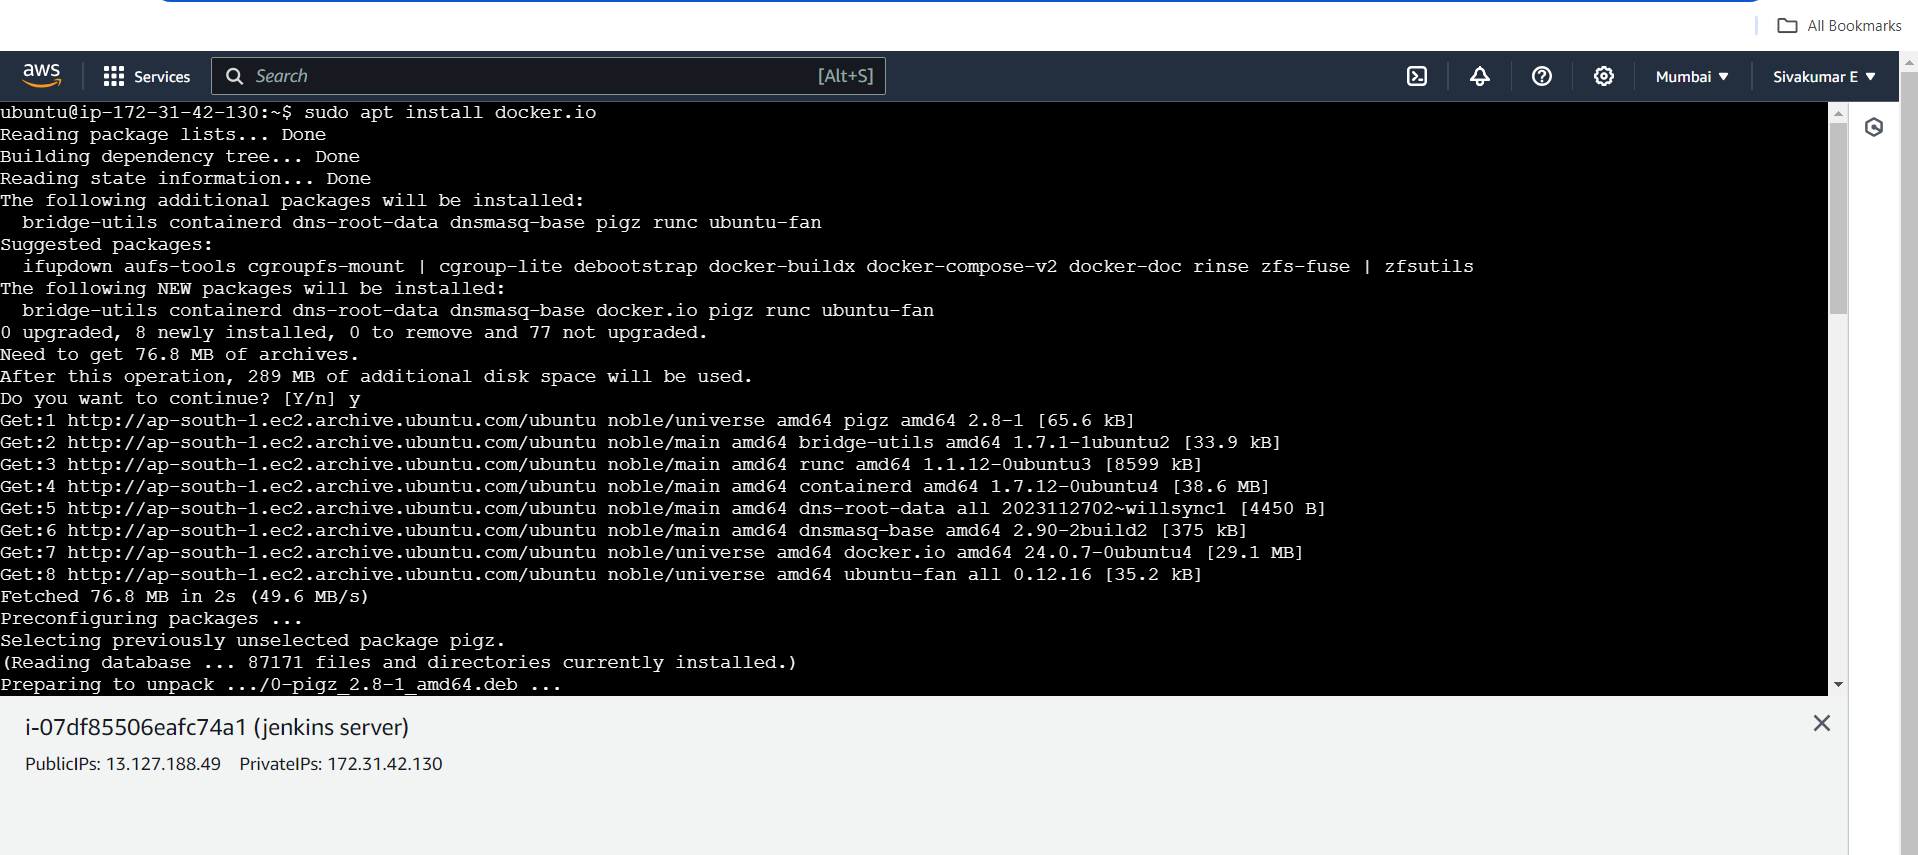 All Bookmarks
aws Services Search [Alt+S] Mumbai ▼ Sivakumar E ▼
ubuntu@ip-172-31-42-130:~$ sudo apt install docker.io
Reading package lists... Done
Building dependency tree... Done
Reading state information... Done
The following additional packages will be installed:
  bridge-utils containerd dns-root-data dnsmasq-base pigz runc ubuntu-fan
Suggested packages:
  ifupdown aufs-tools cgroupfs-mount | cgroup-lite debootstrap docker-buildx docker-compose-v2 docker-doc rinse zfs-fuse | zfsutils
The following NEW packages will be installed:
  bridge-utils containerd dns-root-data dnsmasq-base docker.io pigz runc ubuntu-fan
0 upgraded, 8 newly installed, 0 to remove and 77 not upgraded.
Need to get 76.8 MB of archives.
After this operation, 289 MB of additional disk space will be used.
Do you want to continue? [Y/n] y
Get:1 http://ap-south-1.ec2.archive.ubuntu.com/ubuntu noble/universe amd64 pigz amd64 2.8-1 [65.6 kB]
Get:2 http://ap-south-1.ec2.archive.ubuntu.com/ubuntu noble/main amd64 bridge-utils amd64 1.7.1-1ubuntu2 [33.9 kB]
Get:3 http://ap-south-1.ec2.archive.ubuntu.com/ubuntu noble/main amd64 runc amd64 1.1.12-0ubuntu3 [8599 kB]
Get:4 http://ap-south-1.ec2.archive.ubuntu.com/ubuntu noble/main amd64 containerd amd64 1.7.12-0ubuntu4 [38.6 MB]
Get:5 http://ap-south-1.ec2.archive.ubuntu.com/ubuntu noble/main amd64 dns-root-data all 2023112702~willsync1 [4450 B]
Get:6 http://ap-south-1.ec2.archive.ubuntu.com/ubuntu noble/main amd64 dnsmasq-base amd64 2.90-2build2 [375 kB]
Get:7 http://ap-south-1.ec2.archive.ubuntu.com/ubuntu noble/universe amd64 docker.io amd64 24.0.7-0ubuntu4 [29.1 MB]
Get:8 http://ap-south-1.ec2.archive.ubuntu.com/ubuntu noble/universe amd64 ubuntu-fan all 0.12.16 [35.2 kB]
Fetched 76.8 MB in 2s (49.6 MB/s)
Preconfiguring packages ...
Selecting previously unselected package pigz.
(Reading database ... 87171 files and directories currently installed.)
Preparing to unpack .../0-pigz_2.8-1_amd64.deb ...
i-07df85506eafc74a1 (jenkins server)
PublicIPs: 13.127.188.49 PrivateIPs: 172.31.42.130